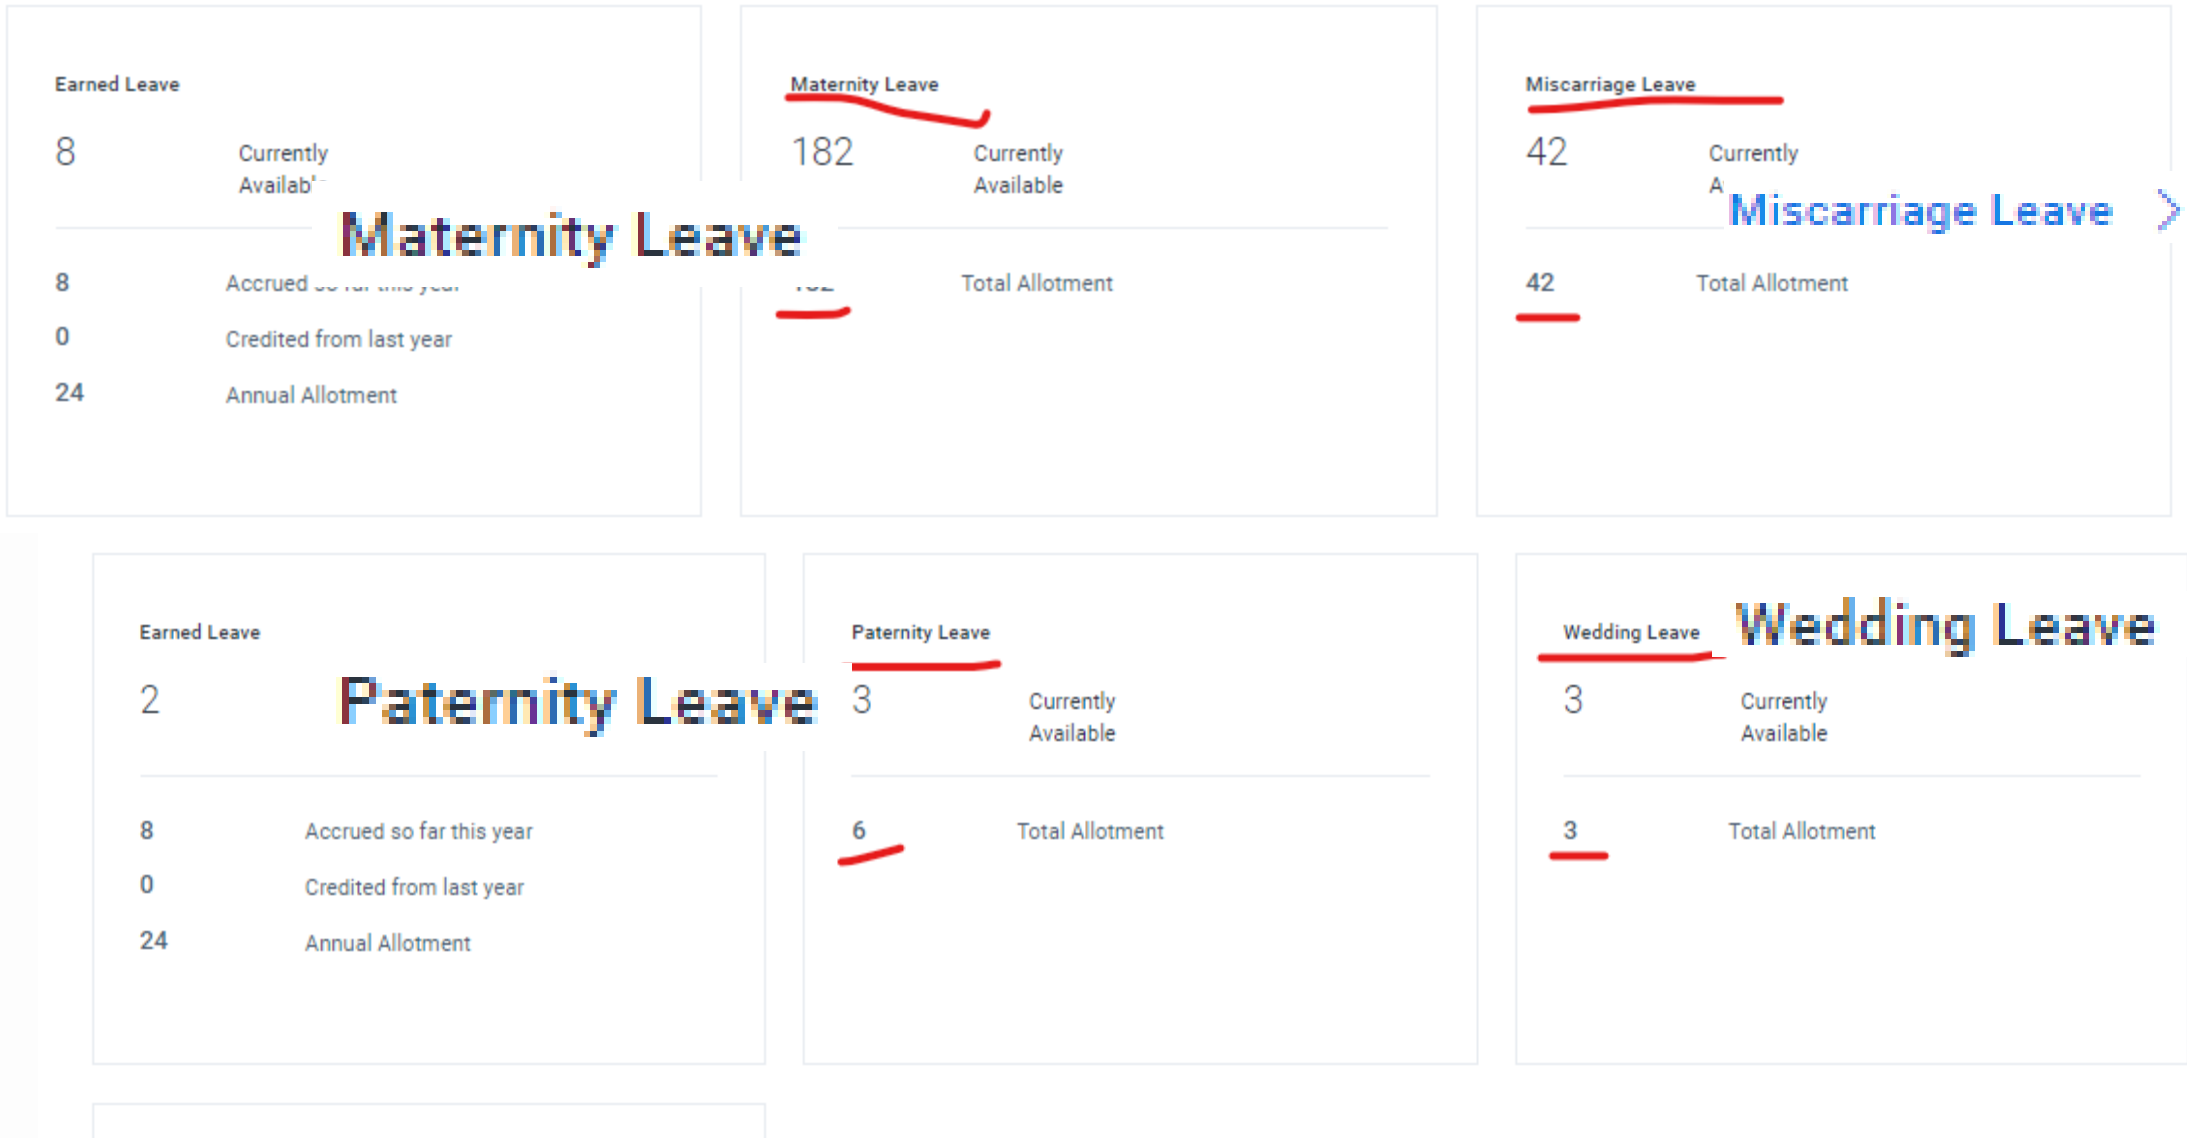 Earned Leave
8
Currently
Maternity Leave
8
Accrued
0 Credited from last year
24 Annual Allotment
Maternity Leave
182
Currently
Available
Total Allotment
Miscarriage Leave
42
Currently
Miscarriage Leave
42 Total Allotment
Earned Leave
2
Paternity Leave
8 Accrued so far this year
0 Credited from last year
24 Annual Allotment
Paternity Leave
3
Currently
Available
6 Total Allotment
Wedding Leave
Wedding Leave
3
Currently
Available
3 Total Allotment